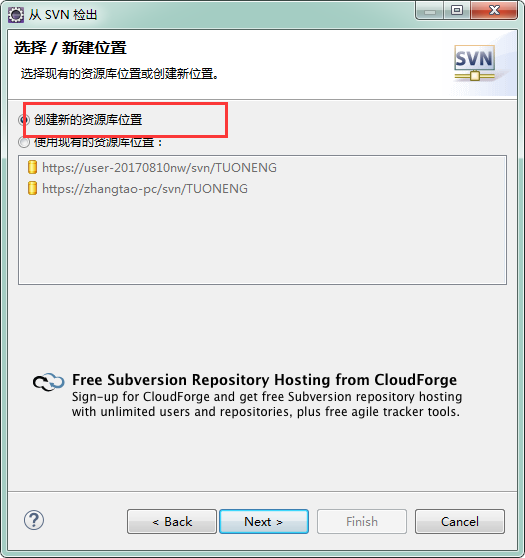 从 SVN 检出
选择 / 新建位置
选择现有的资源库位置或创建新位置。
SVN
创建新的资源库位置
使用现有的资源库位置：
https://user-20170810nw/svn/TUONENG
https://zhangtao-pc/svn/TUONENG
Free Subversion Repository Hosting from CloudForge
Sign-up for CloudForge and get free Subversion repository hosting
with unlimited users and repositories, plus free agile tracker tools.
?
< Back
Next >
Finish
Cancel